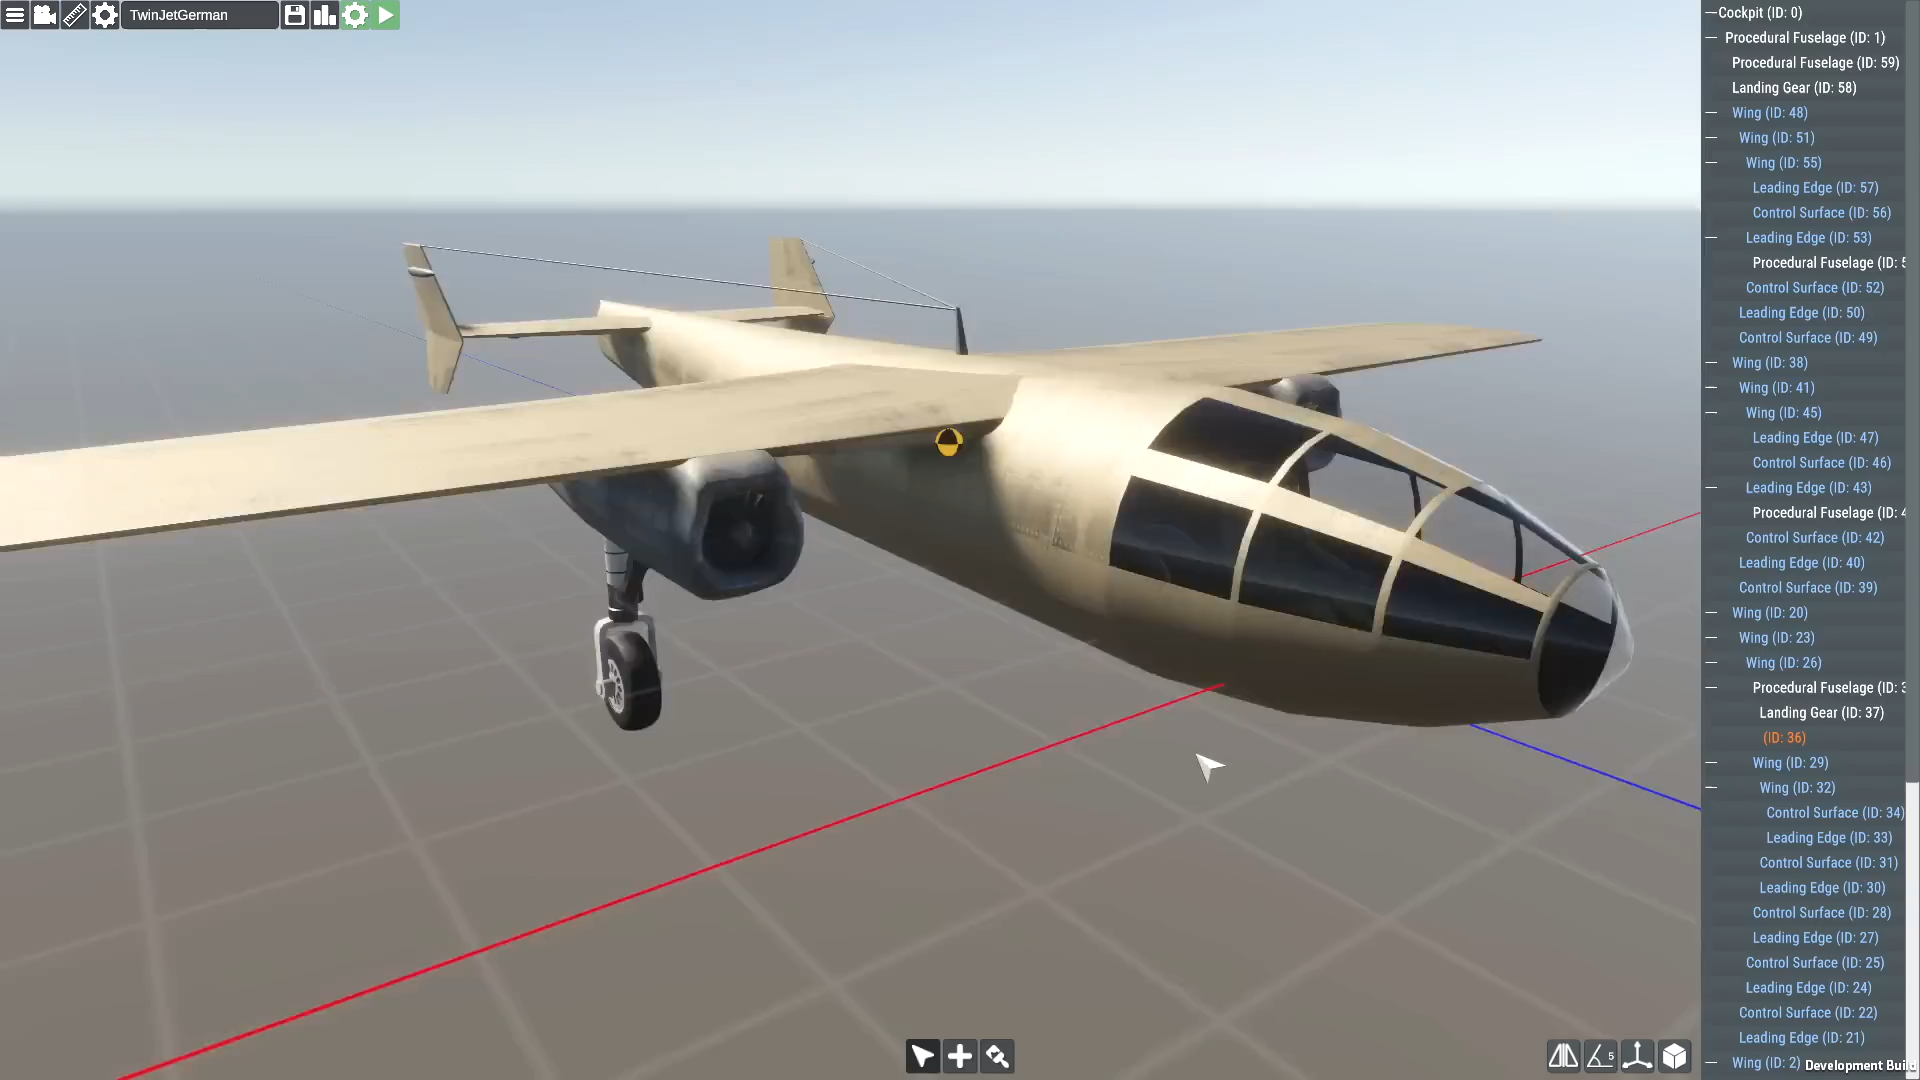 TwinJetGerman
Cockpit (ID: 0)
Procedural Fuselage (ID: 1)
Procedural Fuselage (ID: 59)
Landing Gear (ID: 58)
Wing (ID: 48)
Wing (ID: 51)
Wing (ID: 55)
Leading Edge (ID: 57)
Control Surface (ID: 56)
Leading Edge (ID: 53)
Procedural Fuselage (ID: 5
Control Surface (ID: 52)
Leading Edge (ID: 50)
Control Surface (ID: 49)
Wing (ID: 38)
Wing (ID: 41)
Wing (ID: 45)
Leading Edge (ID: 47)
Control Surface (ID: 46)
Leading Edge (ID: 43)
Procedural Fuselage (ID: 4
Control Surface (ID: 42)
Leading Edge (ID: 40)
Control Surface (ID: 39)
Wing (ID: 20)
Wing (ID: 23)
Wing (ID: 26)
Procedural Fuselage (ID: 3
Landing Gear (ID: 37)
(ID: 36)
Wing (ID: 29)
Wing (ID: 32)
Control Surface (ID: 34)
Leading Edge (ID: 33)
Control Surface (ID: 31)
Leading Edge (ID: 30)
Control Surface (ID: 28)
Leading Edge (ID: 27)
Control Surface (ID: 25)
Leading Edge (ID: 24)
Control Surface (ID: 22)
Leading Edge (ID: 21)
Wing (ID: 2)
Development Build
5